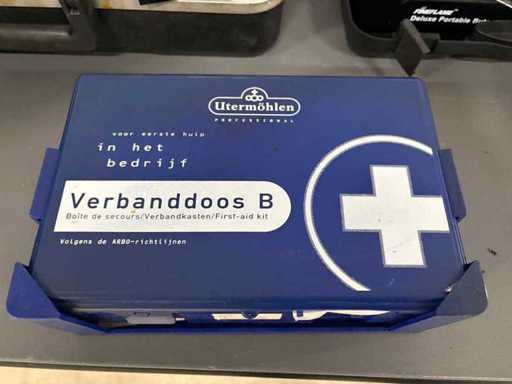 FINEFLAME
Deluxe Portable
Utermöhlen
PROFESSIONAL
voor eerste hulp
in het
bedrijf
Verbanddoos B
Boîte de secours/Verbandkasten/First-aid kit
Volgens de ARBO-richtlijnen